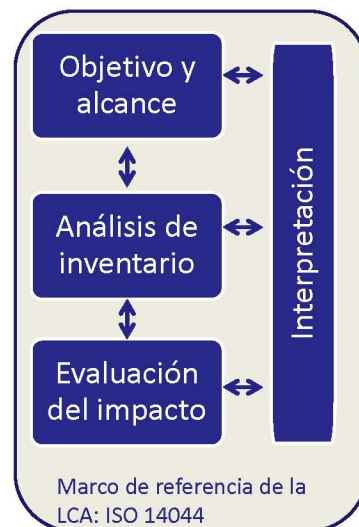 Objetivo y
alcance
Análisis de
inventario
Evaluación
del impacto
Interpretación
Marco de referencia de la
LCA: ISO 14044